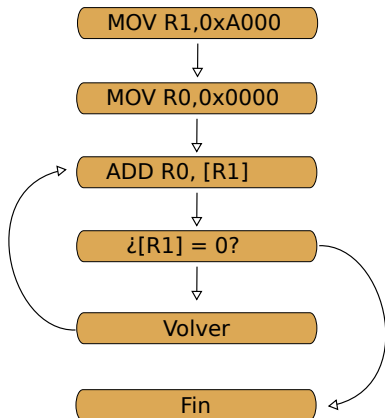 MOV R1,0xA000
MOV R0,0x0000
ADD R0, [R1]
¿[R1] = 0?
Volver
Fin